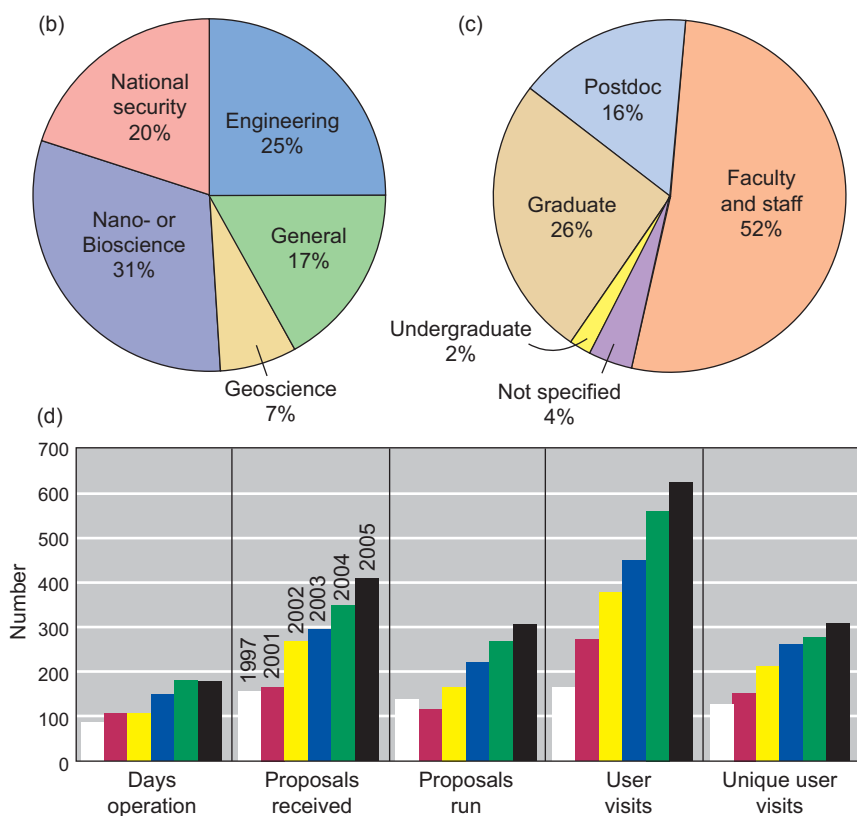 (b)
National
security
20%
Engineering
25%
Nano- or
Bioscience
31%
General
17%
Geoscience
7%
(c)
Postdoc
16%
Faculty
and staff
52%
Graduate
26%
Undergraduate
2%
Not specified
4%
(d)
Number
700
600
500
400
300
200
100
0
1997
2001
2002
2003
2004
2005
Days
operation
Proposals
received
Proposals
run
User
visits
Unique user
visits